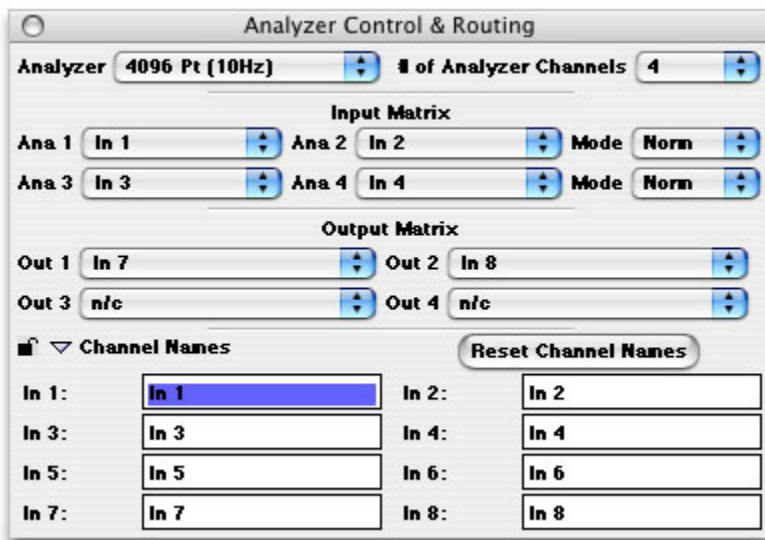 Analyzer Control & Routing
Analyzer 4096 Pt (10Hz) # of Analyzer Channels 4
Input Matrix
Ana 1 In 1 Ana 2 In 2 Mode Norm
Ana 3 In 3 Ana 4 In 4 Mode Norm
Output Matrix
Out 1 In 7 Out 2 In 8
Out 3 n/c Out 4 n/c
Channel Names Reset Channel Names
In 1: In 1 In 2: In 2
In 3: In 3 In 4: In 4
In 5: In 5 In 6: In 6
In 7: In 7 In 8: In 8